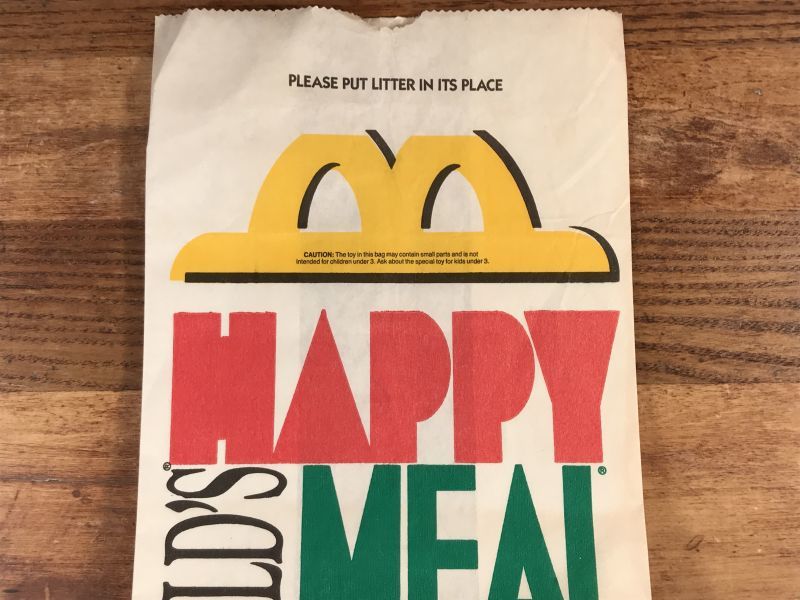 PLEASE PUT LITTER IN ITS PLACE
CAUTION: The toy in this bag may contain small parts and is not
intended for children under 3. Ask about the special toy for kids under 3.
HAPPY
MEAL®
LD'S®